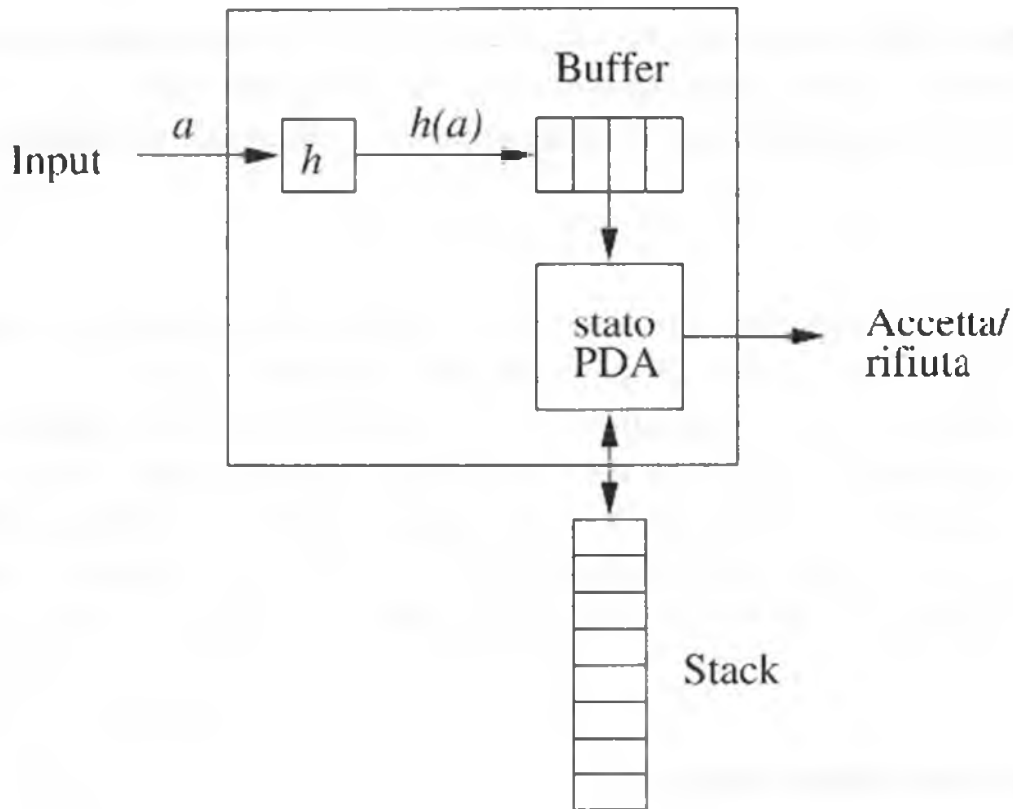 Buffer
a
h(a)
Input
h
stato
PDA
Accetta/
rifiuta
Stack